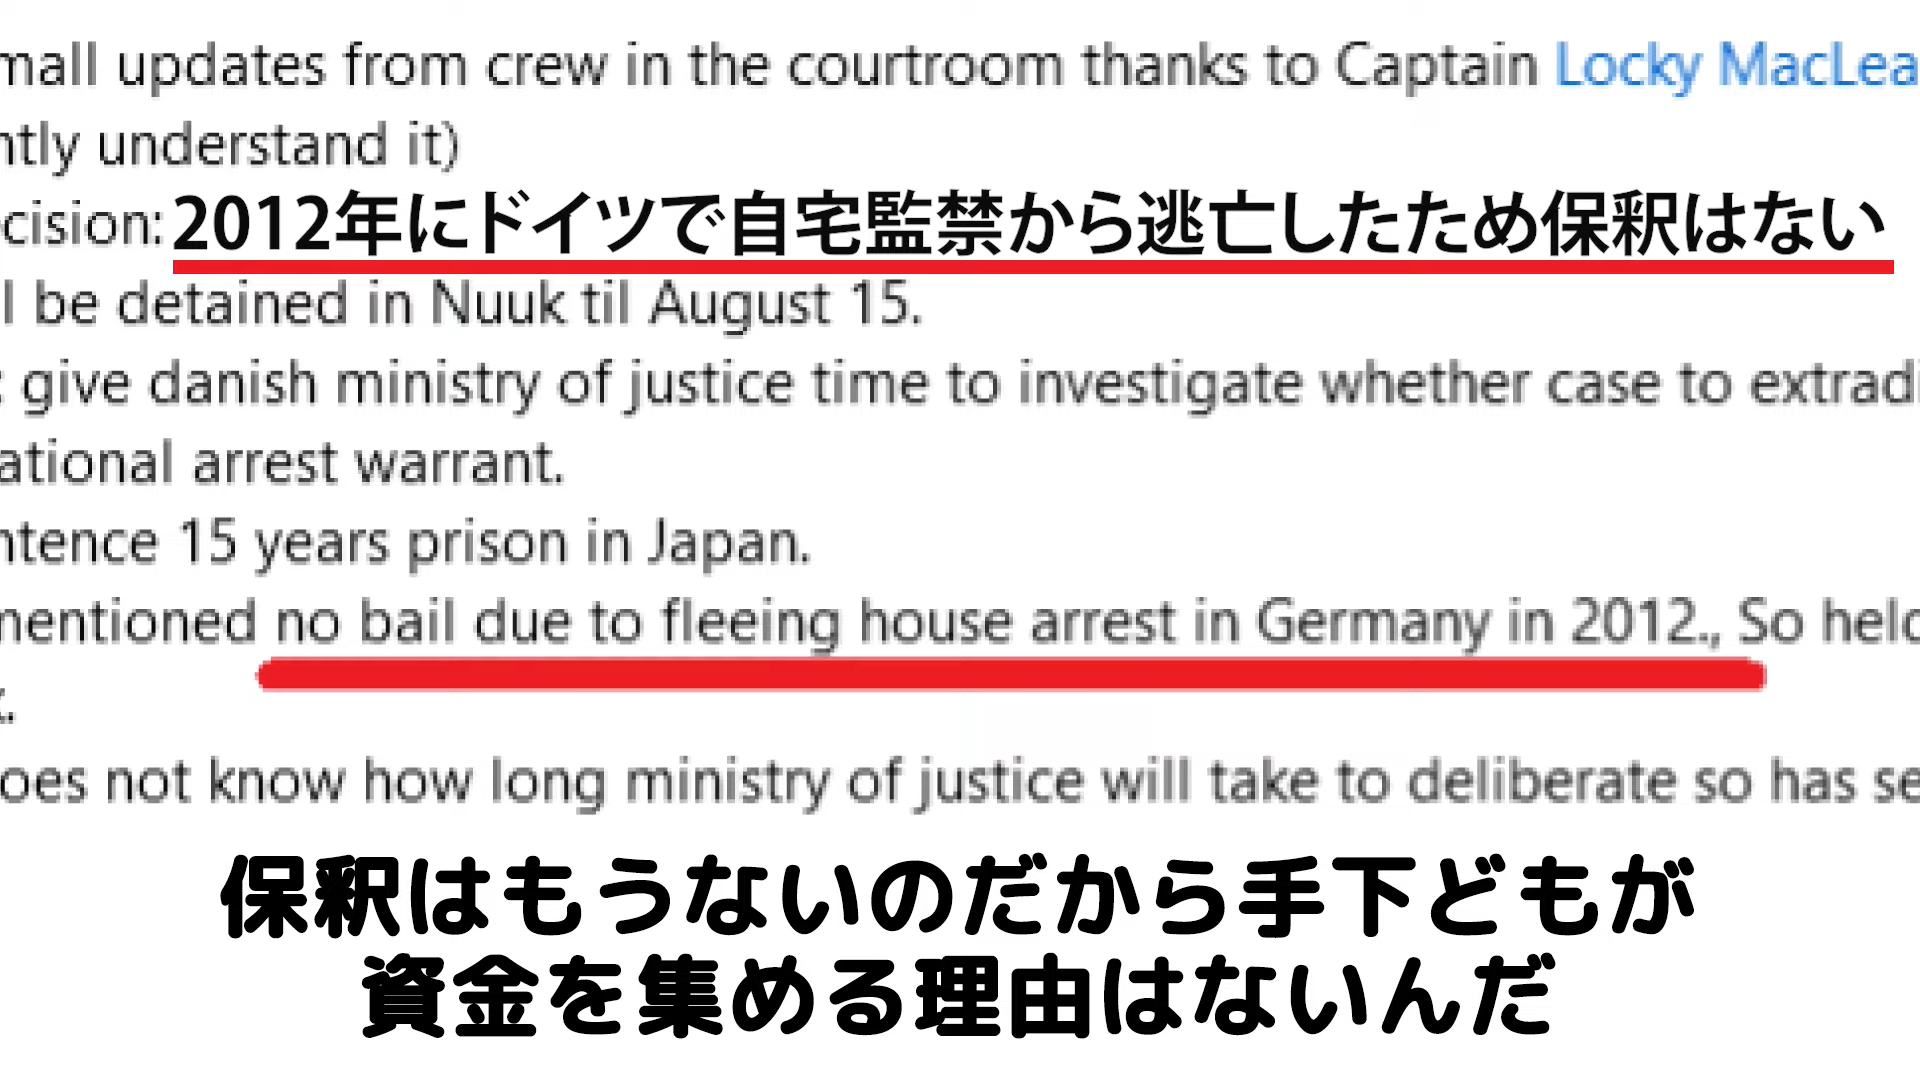 mall updates from crew in the courtroom thanks to Captain Locky MacLea
ntly understand it)
cision: 2012年にドイツで自宅監禁から逃亡したため保釈はない
l be detained in Nuuk til August 15.
: give danish ministry of justice time to investigate whether case to extradi
ational arrest warrant.
ntence 15 years prison in Japan.
mentioned no bail due to fleeing house arrest in Germany in 2012., So held
.
oes not know how long ministry of justice will take to deliberate so has se
保釈はもうないのだから手下どもが
資金を集める理由はないんだ